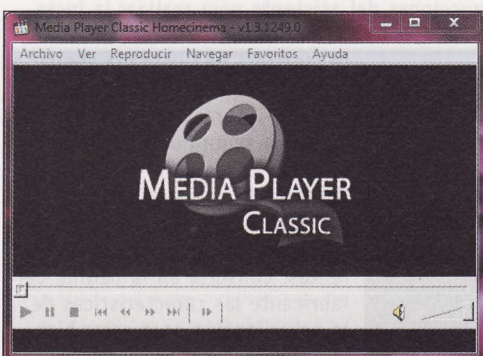 Media Player Classic Homecinema - v1.3.1249.0
Archivo Ver Reproducir Navegar Favoritos Ayuda
MEDIA PLAYER
CLASSIC